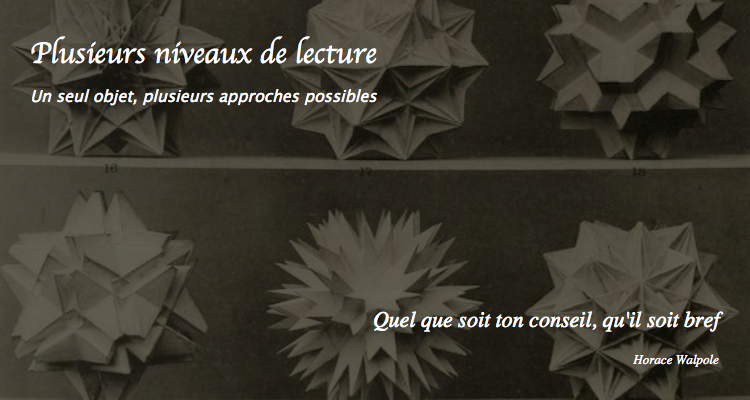 Plusieurs niveaux de lecture
Un seul objet, plusieurs approches possibles
16
17
18
Quel que soit ton conseil, qu'il soit bref
Horace Walpole